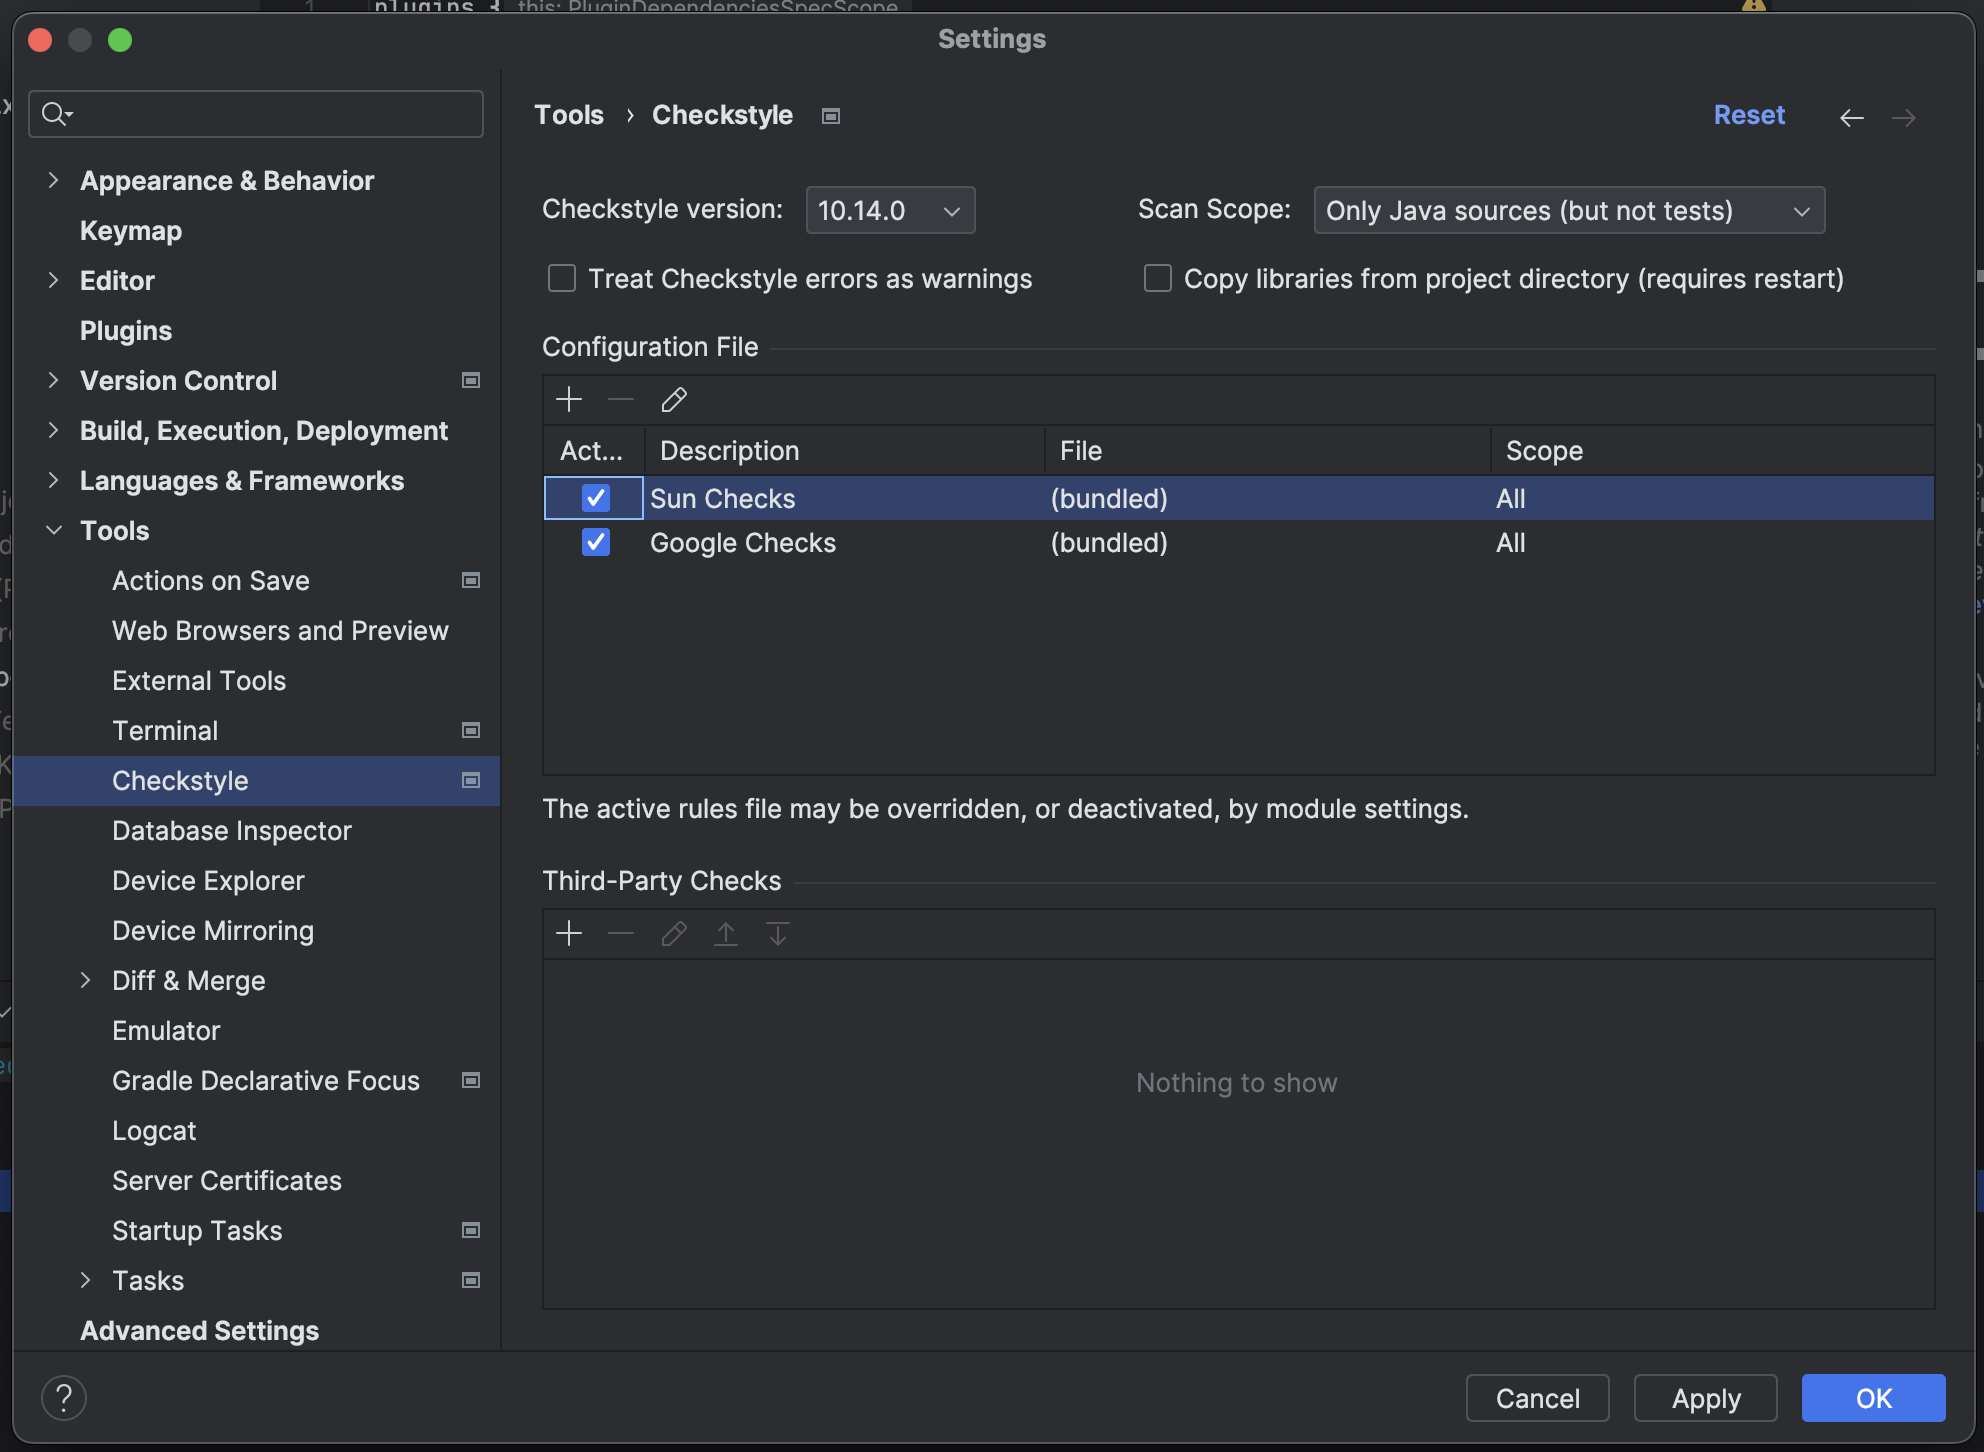 1 plugins { this: PluginDependenciesSpecScope
Settings
Tools › Checkstyle
Reset
Appearance & Behavior
Keymap
Editor
Plugins
Version Control
Build, Execution, Deployment
Languages & Frameworks
Tools
Actions on Save
Web Browsers and Preview
External Tools
Terminal
Checkstyle
Database Inspector
Device Explorer
Device Mirroring
Diff & Merge
Emulator
Gradle Declarative Focus
Logcat
Server Certificates
Startup Tasks
Tasks
Advanced Settings
Checkstyle version: 10.14.0 Scan Scope: Only Java sources (but not tests)
Treat Checkstyle errors as warnings Copy libraries from project directory (requires restart)
Configuration File
Act... Description File Scope
Sun Checks (bundled) All
Google Checks (bundled) All
The active rules file may be overridden, or deactivated, by module settings.
Third-Party Checks
Nothing to show
? Cancel Apply OK